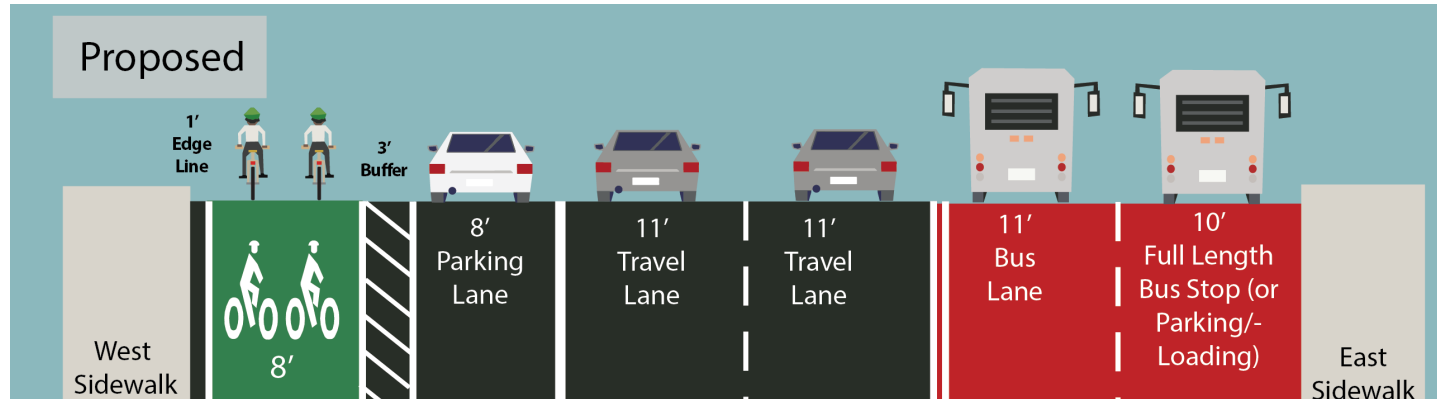 Proposed
1’
Edge
Line
3’
Buffer
8’
8’
Parking
Lane
11’
Travel
Lane
11’
Travel
Lane
11’
Bus
Lane
10’
Full Length
Bus Stop (or
Parking/-
Loading)
West
Sidewalk
East
Sidewalk